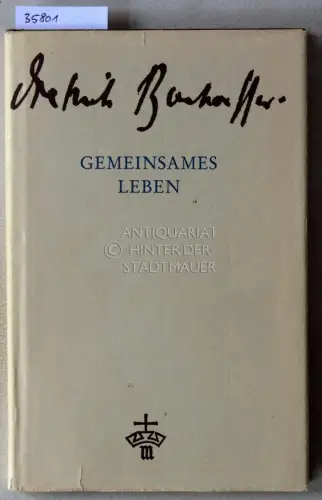 35801
Dietrich Bonhoeffer.
GEMEINSAMES
LEBEN
ANTIQUARIAT
© HINTER DER
STADTMAUER
m